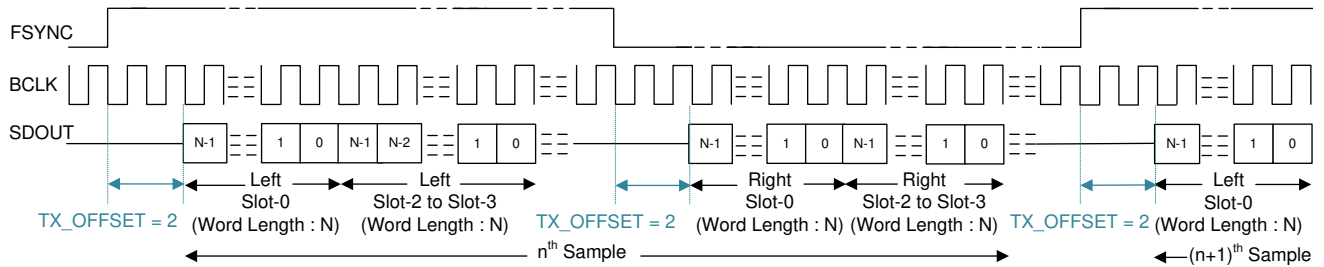 FSYNC
BCLK
SDOUT
N-1 1 0 N-1 N-2 1 0 N-1 1 0 N-1 1 0 N-1 1 0
TX_OFFSET = 2
Left
Slot-0
(Word Length : N)
Left
Slot-2 to Slot-3
(Word Length : N)
TX_OFFSET = 2
Right
Slot-0
(Word Length : N)
Right
Slot-2 to Slot-3
(Word Length : N)
TX_OFFSET = 2
Left
Slot-0
(Word Length : N)
nth Sample
(n+1)th Sample